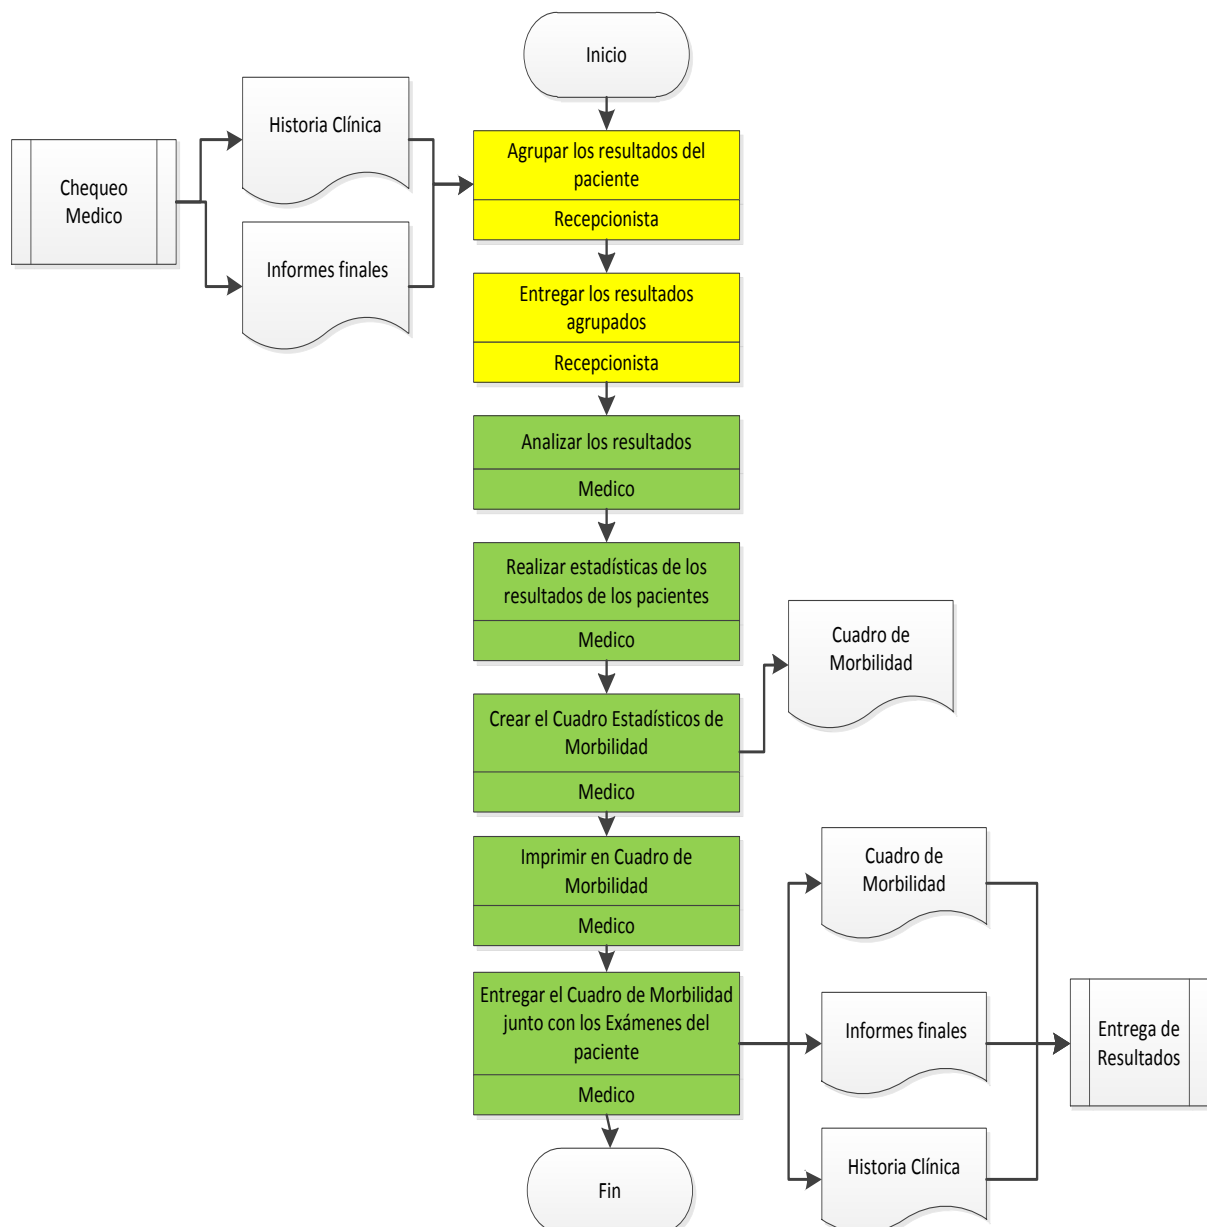 Inicio
Historia Clínica
Chequeo
Medico
Informes finales
Agrupar los resultados del
paciente
Recepcionista
Entregar los resultados
agrupados
Recepcionista
Analizar los resultados
Medico
Realizar estadísticas de los
resultados de los pacientes
Medico
Cuadro de
Morbilidad
Crear el Cuadro Estadísticos de
Morbilidad
Medico
Imprimir en Cuadro de
Morbilidad
Medico
Cuadro de
Morbilidad
Entregar el Cuadro de Morbilidad
junto con los Exámenes del
paciente
Medico
Informes finales
Entrega de
Resultados
Historia Clínica
Fin